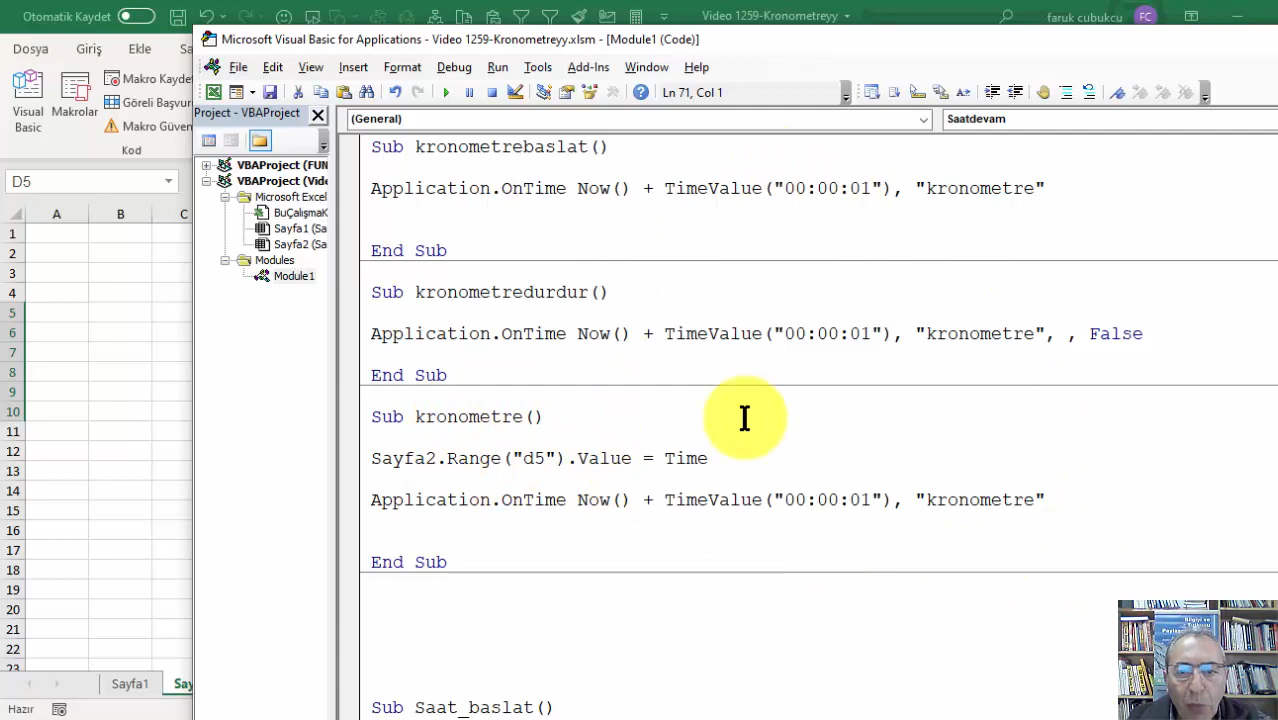 Otomatik Kaydet
Video 1259-Kronometreyy
faruk cubukcu
FC
Dosya
Giriş
Ekle
Sa
Visual
Basic
Makrolar
Makro Kaydet
Göreli Başvur
Makro Güven
Kod
D5
A B C
1
2
3
4
5
6
7
8
9
10
11
12
13
14
15
16
17
18
19
20
21
22
23
Sayfa1
Say
Hazır
Microsoft Visual Basic for Applications - Video 1259-Kronometreyy.xlsm - [Module1 (Code)]
File Edit View Insert Format Debug Run Tools Add-Ins Window Help
Ln 71, Col 1
Project - VBAProject
VBAProject (FUN
VBAProject (Vide
Microsoft Excel
BuÇalışmaK
Sayfa1 (Sa
Sayfa2 (Sa
Modules
Module1
(General)
Saatdevam
Sub kronometrebaslat()
Application.OnTime Now() + TimeValue("00:00:01"), "kronometre"
End Sub
Sub kronometredurdur()
Application.OnTime Now() + TimeValue("00:00:01"), "kronometre", , False
End Sub
Sub kronometre()
Sayfa2.Range("d5").Value = Time
Application.OnTime Now() + TimeValue("00:00:01"), "kronometre"
End Sub
Sub Saat_baslat()
Bilgiyi ve